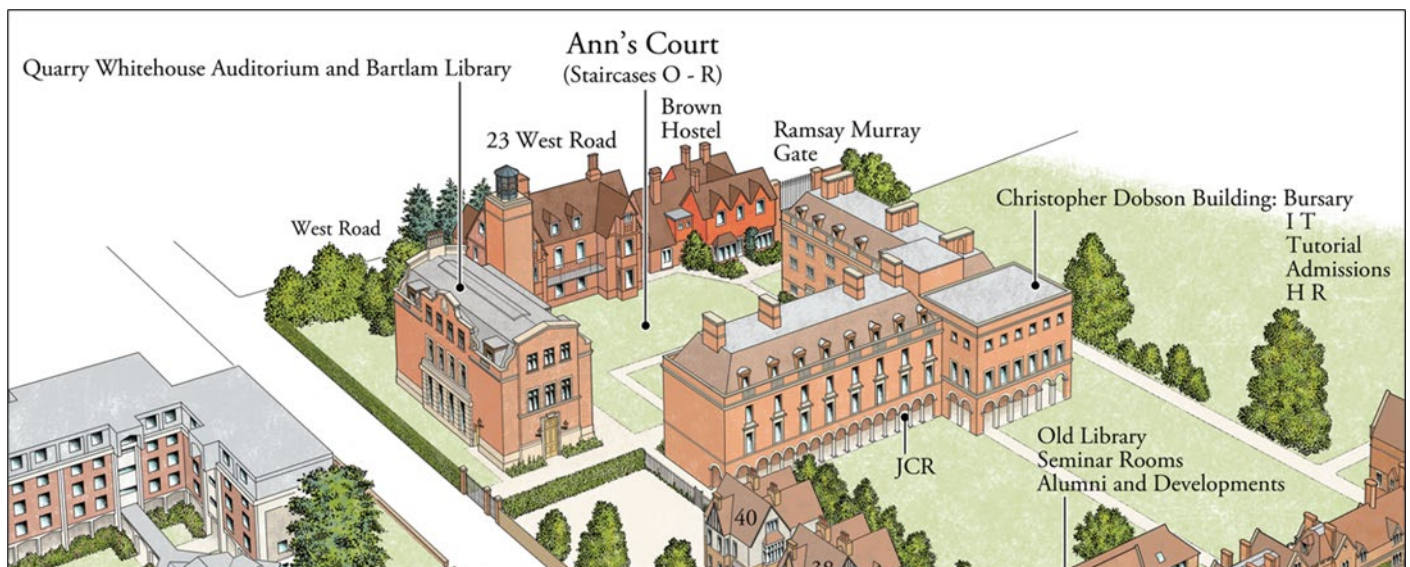 Ann's Court
(Staircases O - R)
Quarry Whitehouse Auditorium and Bartlam Library
Brown
Hostel
23 West Road
Ramsay Murray
Gate
Christopher Dobson Building: Bursary
I T
Tutorial
Admissions
H R
West Road
Old Library
Seminar Rooms
Alumni and Developments
JCR
40
38